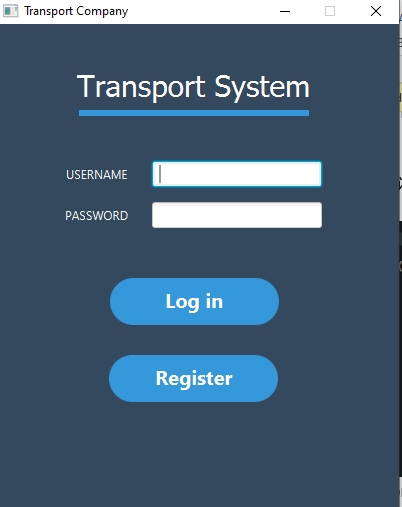 Transport Company
Transport System
USERNAME
PASSWORD
Log in
Register